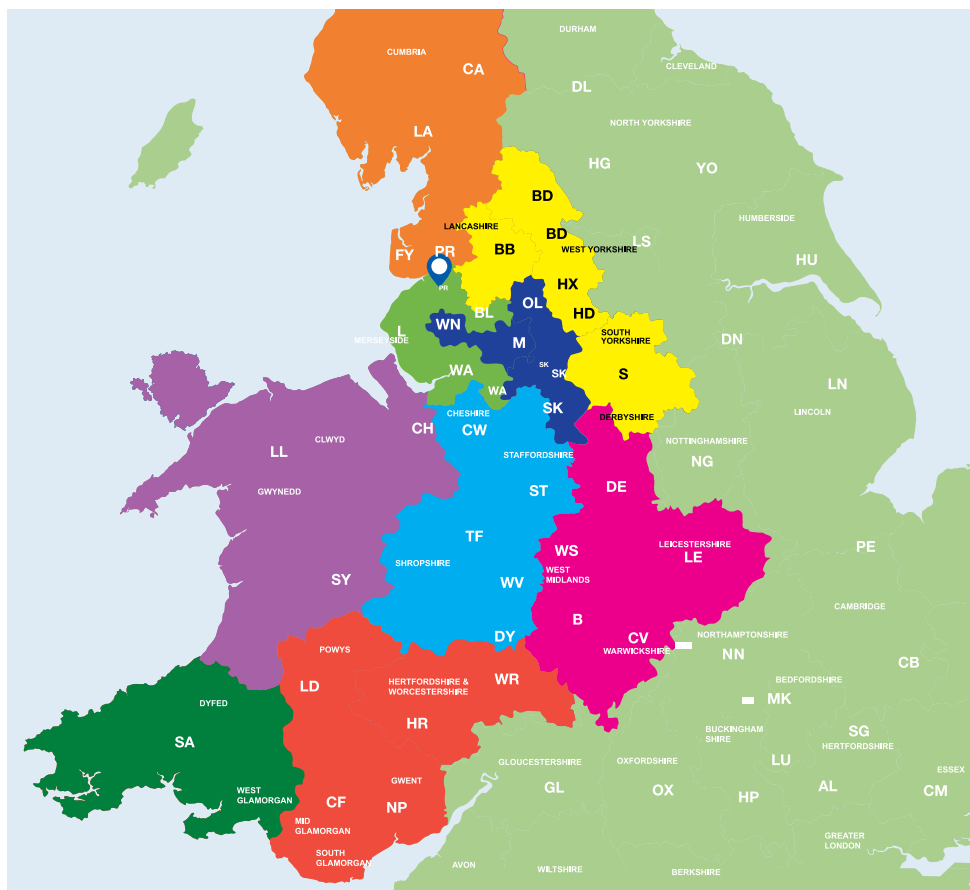 DURHAM
CUMBRIA
CLEVELAND
CA
DL
NORTH YORKSHIRE
LA
HG
YO
BD
HUMBERSIDE
LANCASHIRE
BD
LS
FY
PR
BB
WEST YORKSHIRE
HU
HX
PR
OL
HD
BL
L
WN
SOUTH
YORKSHIRE
MERSEYSIDE
M
DN
WA
SK
SK
S
LN
WA
SK
CHESHIRE
DERBYSHIRE
LINCOLN
CH
CW
CLWYD
NOTTINGHAMSHIRE
LL
STAFFORDSHIRE
NG
GWYNEDD
ST
DE
TF
LEICESTERSHIRE
PE
WS
LE
SHROPSHIRE
WEST
MIDLANDS
SY
WV
CAMBRIDGE
B
DY
CV
NORTHAMPTONSHIRE
POWYS
WARWICKSHIRE
NN
CB
HERTFORDSHIRE &
WORCESTERSHIRE
WR
BEDFORDSHIRE
LD
MK
DYFED
HR
BUCKINGHAM
SHIRE
SG
SA
HERTFORDSHIRE
GLOUCESTERSHIRE
OXFORDSHIRE
LU
ESSEX
GWENT
WEST
GLAMORGAN
GL
OX
HP
AL
CM
CF
NP
MID
GLAMORGAN
GREATER
LONDON
SOUTH
GLAMORGAN
AVON
WILTSHIRE
BERKSHIRE